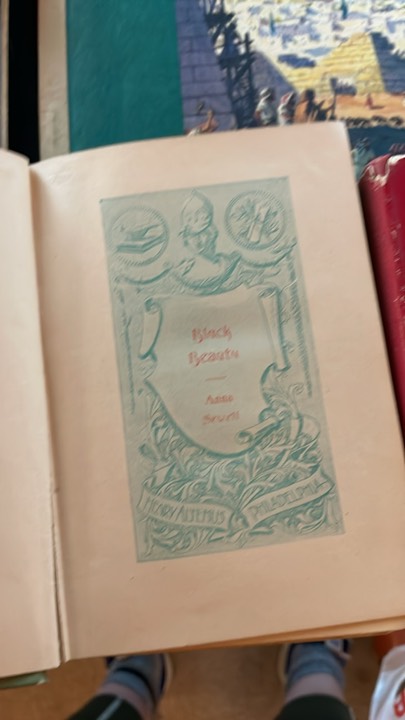 Black
Beauty
Anna
Sewell
HENRY ALTEMUS
PHILADELPHIA